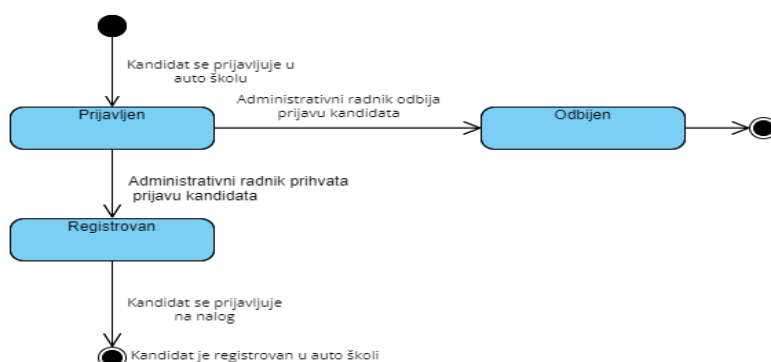 Kandidat se prijavljuje u
auto školu
Prijavljen
Administrativni radnik odbija
prijavu kandidata
Odbijen
Administrativni radnik prihvata
prijavu kandidata
Registrovan
Kandidat se prijavljuje
na nalog
Kandidat je registrovan u auto školi